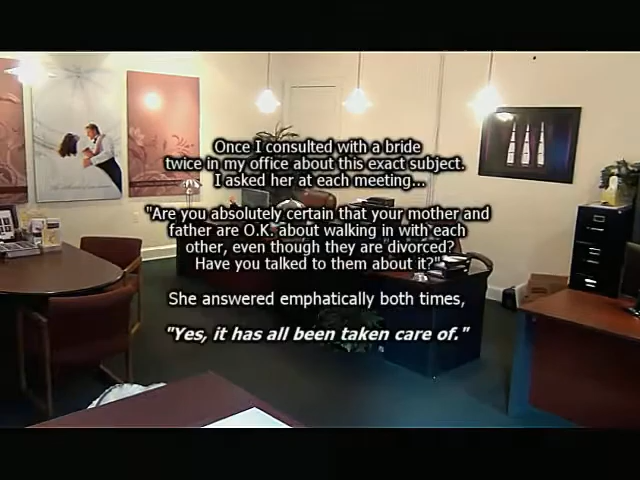 Once I consulted with a bride
twice in my office about this exact subject.
I asked her at each meeting...
"Are you absolutely certain that your mother and
father are O.K. about walking in with each
other, even though they are divorced?
Have you talked to them about it?"
She answered emphatically both times,
"Yes, it has all been taken care of."